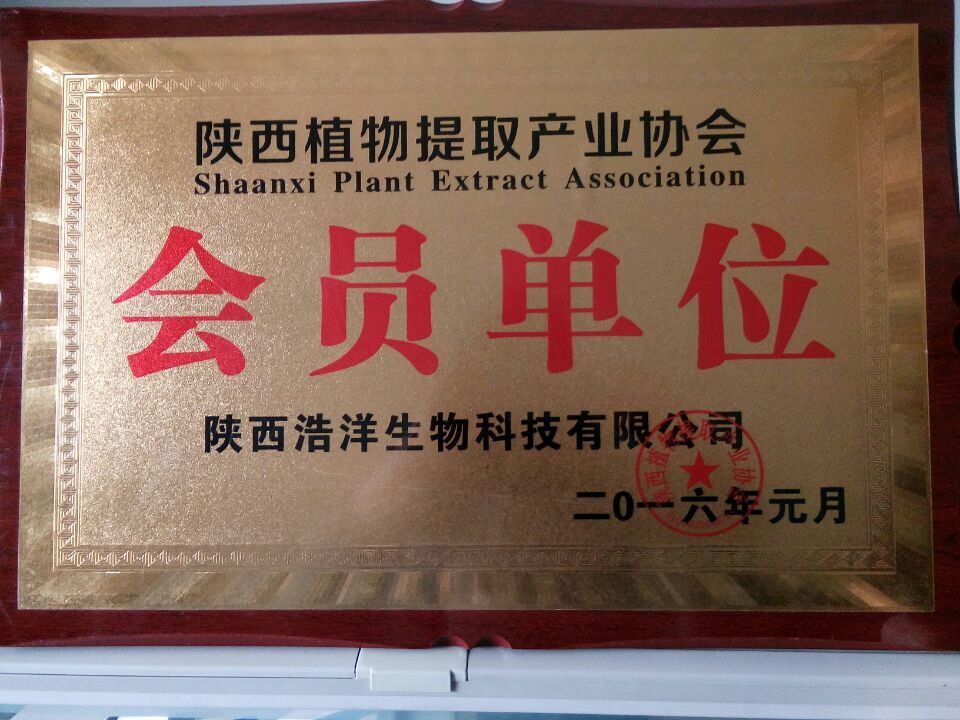 陕西植物提取产业协会
Shaanxi Plant Extract Association
会员单位
陕西浩洋生物科技有限公司
二0一六年元月